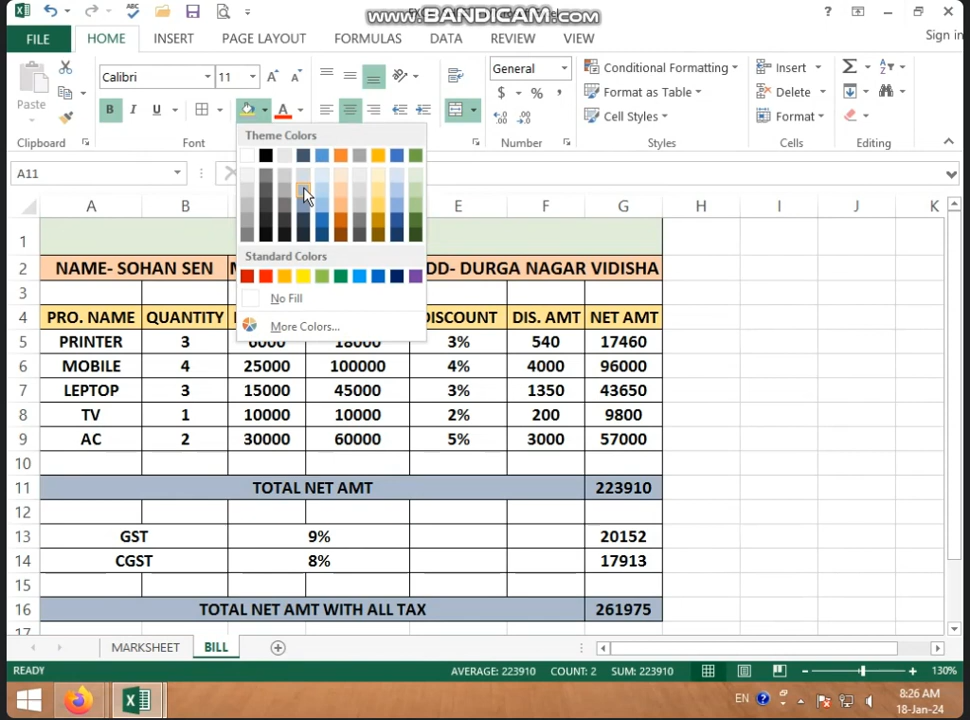 www.BANDICAM.com
Sign in
FILE HOME INSERT PAGE LAYOUT FORMULAS DATA REVIEW VIEW
Paste
Calibri 11
B I U
General
$ % ,
Conditional Formatting
Format as Table
Cell Styles
Insert
Delete
Format
Clipboard Font Number Styles Editing
Theme Colors
Standard Colors
No Fill
More Colors...
A11
A B E F G H I J K
1
2 NAME- SOHAN SEN DD- DURGA NAGAR VIDISHA
3
4 PRO. NAME QUANTITY DISCOUNT DIS. AMT NET AMT
5 PRINTER 3 6000 18000 3% 540 17460
6 MOBILE 4 25000 100000 4% 4000 96000
7 LEPTOP 3 15000 45000 3% 1350 43650
8 TV 1 10000 10000 2% 200 9800
9 AC 2 30000 60000 5% 3000 57000
10
11 TOTAL NET AMT 223910
12
13 GST 9% 20152
14 CGST 8% 17913
15
16 TOTAL NET AMT WITH ALL TAX 261975
17
MARKSHEET BILL
READY AVERAGE: 223910 COUNT: 2 SUM: 223910 130%
EN 8:26 AM
18-Jan-24